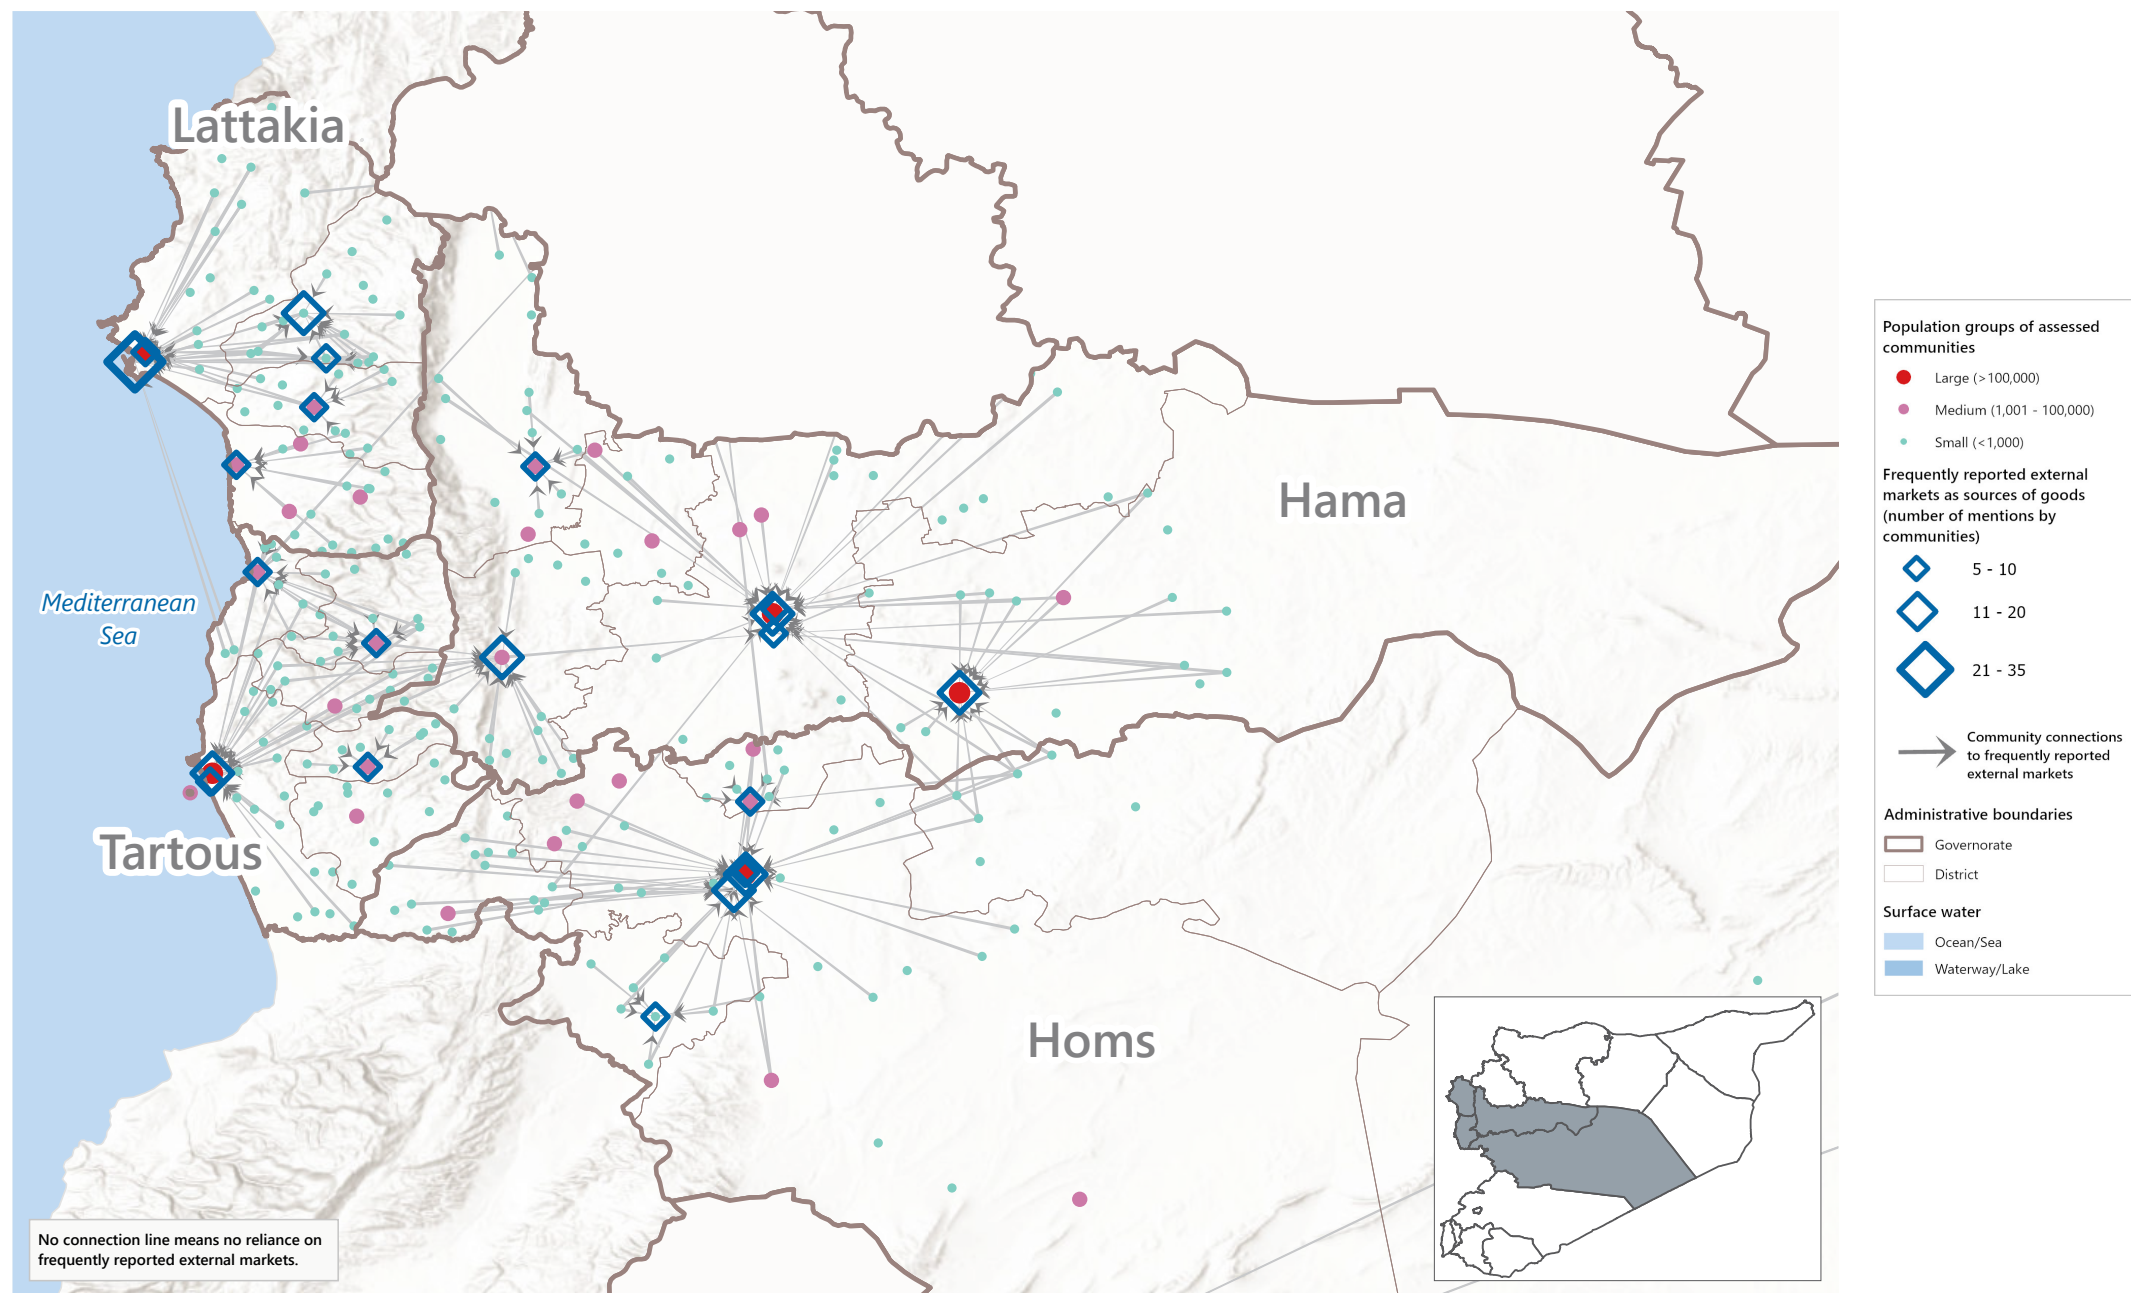 Lattakia
Hama
Mediterranean
Sea
Tartous
Homs
No connection line means no reliance on
frequently reported external markets.
Population groups of assessed
communities
Large (>100,000)
Medium (1,001 - 100,000)
Small (<1,000)
Frequently reported external
markets as sources of goods
(number of mentions by
communities)
5 - 10
11 - 20
21 - 35
Community connections
to frequently reported
external markets
Administrative boundaries
Governorate
District
Surface water
Ocean/Sea
Waterway/Lake